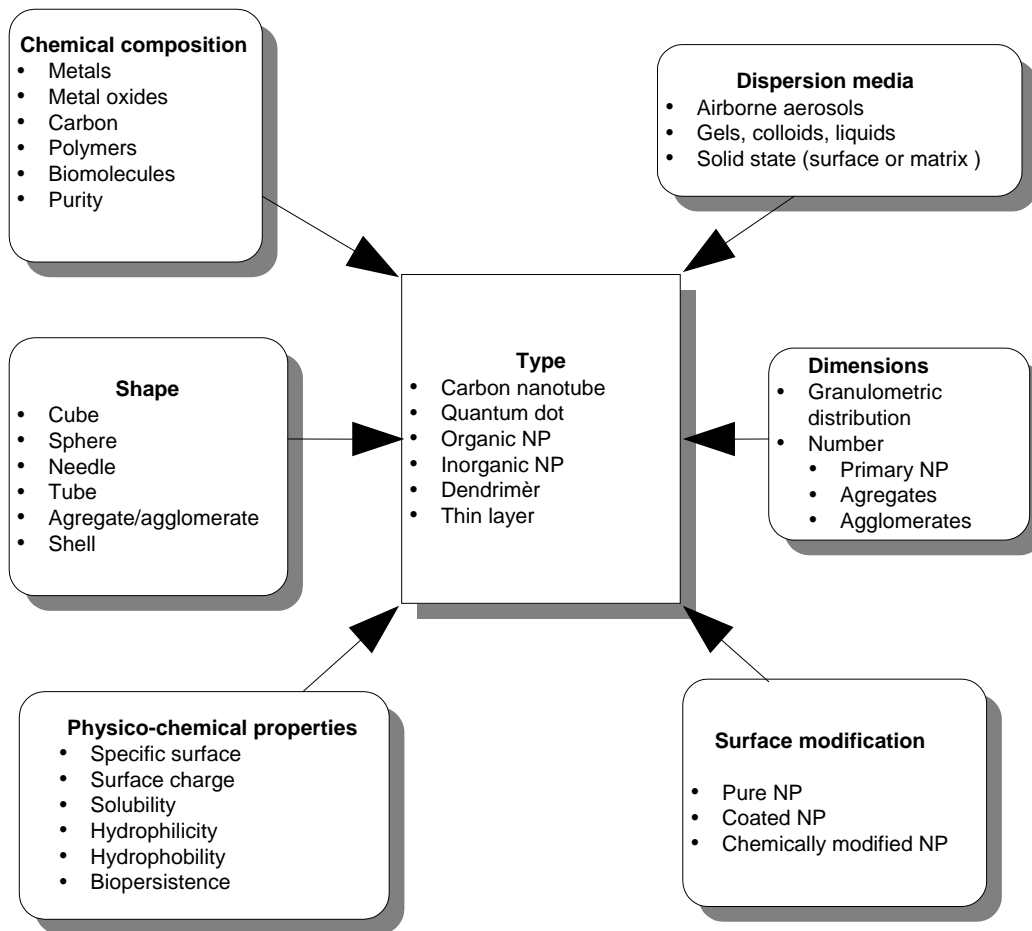 Chemical composition
• Metals
• Metal oxides
• Carbon
• Polymers
• Biomolecules
• Purity
Dispersion media
• Airborne aerosols
• Gels, colloids, liquids
• Solid state (surface or matrix )
Shape
• Cube
• Sphere
• Needle
• Tube
• Agregate/agglomerate
• Shell
Type
• Carbon nanotube
• Quantum dot
• Organic NP
• Inorganic NP
• Dendrimèr
• Thin layer
Dimensions
• Granulometric
distribution
• Number
• Primary NP
• Agregates
• Agglomerates
Physico-chemical properties
• Specific surface
• Surface charge
• Solubility
• Hydrophilicity
• Hydrophobility
• Biopersistence
Surface modification
• Pure NP
• Coated NP
• Chemically modified NP